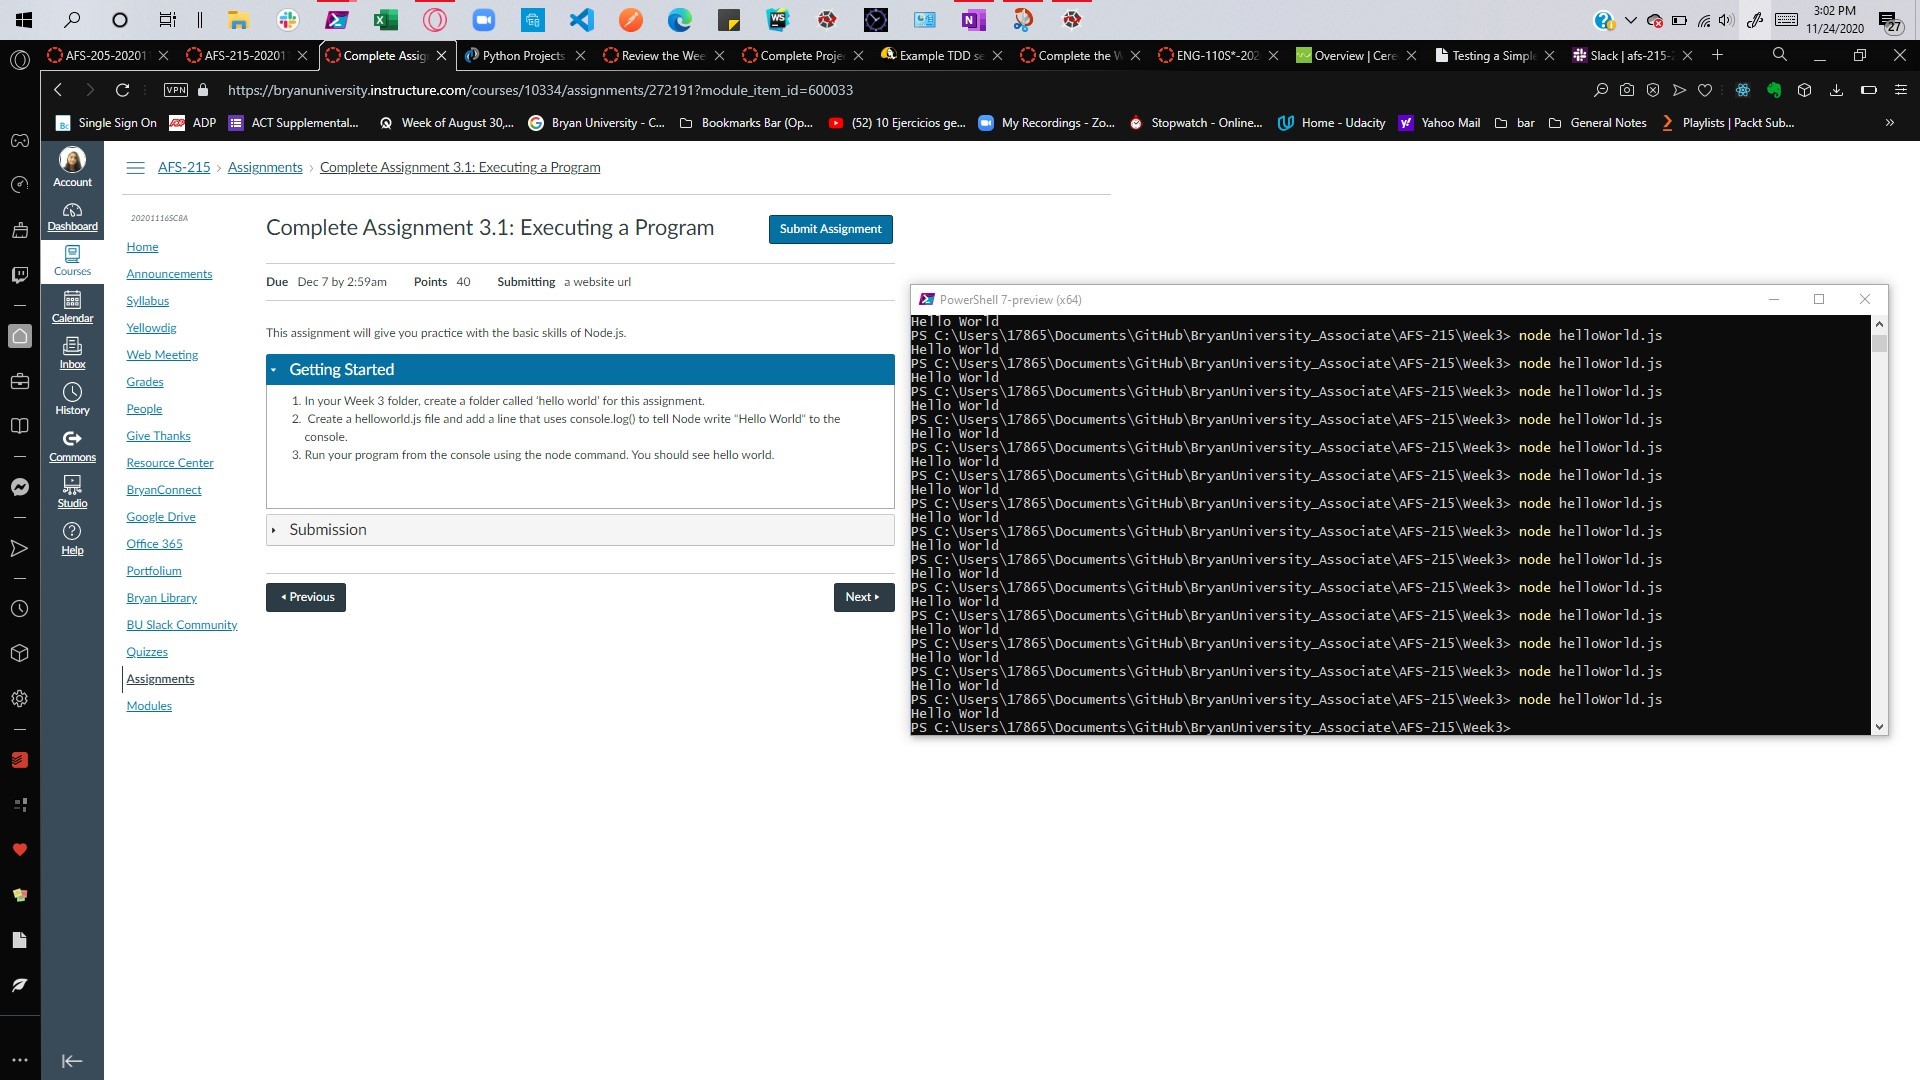 3:02 PM
11/24/2020
27
AFS-205-20201
AFS-215-20201
Complete Assig
Python Projects
Review the Wee
Complete Proje
Example TDD se
Complete the W
ENG-110S*-202
Overview | Cere
Testing a Simple
Slack | afs-215-
VPN
https://bryanuniversity.instructure.com/courses/10334/assignments/272191?module_item_id=600033
Single Sign On
ADP
ACT Supplemental...
Week of August 30,...
Bryan University - C...
Bookmarks Bar (Op...
(52) 10 Ejercicios ge...
My Recordings - Zo...
Stopwatch - Online...
Home - Udacity
Yahoo Mail
bar
General Notes
Playlists | Packt Sub...
Account
Dashboard
Courses
Calendar
Inbox
History
Commons
Studio
Help
AFS-215 › Assignments › Complete Assignment 3.1: Executing a Program
20201116SCBA
Home
Announcements
Syllabus
Yellowdig
Web Meeting
Grades
People
Give Thanks
Resource Center
BryanConnect
Google Drive
Office 365
Portfolium
Bryan Library
BU Slack Community
Quizzes
Assignments
Modules
Complete Assignment 3.1: Executing a Program
Submit Assignment
Due Dec 7 by 2:59am Points 40 Submitting a website url
This assignment will give you practice with the basic skills of Node.js.
Getting Started
1. In your Week 3 folder, create a folder called 'hello world' for this assignment.
2. Create a helloworld.js file and add a line that uses console.log() to tell Node write "Hello World" to the
console.
3. Run your program from the console using the node command. You should see hello world.
Submission
Previous
Next
PowerShell 7-preview (x64)
Hello World
PS C:\Users\17865\Documents\GitHub\BryanUniversity_Associate\AFS-215\Week3> node helloWorld.js
Hello World
PS C:\Users\17865\Documents\GitHub\BryanUniversity_Associate\AFS-215\Week3> node helloWorld.js
Hello World
PS C:\Users\17865\Documents\GitHub\BryanUniversity_Associate\AFS-215\Week3> node helloWorld.js
Hello World
PS C:\Users\17865\Documents\GitHub\BryanUniversity_Associate\AFS-215\Week3> node helloWorld.js
Hello World
PS C:\Users\17865\Documents\GitHub\BryanUniversity_Associate\AFS-215\Week3> node helloWorld.js
Hello World
PS C:\Users\17865\Documents\GitHub\BryanUniversity_Associate\AFS-215\Week3> node helloWorld.js
Hello World
PS C:\Users\17865\Documents\GitHub\BryanUniversity_Associate\AFS-215\Week3> node helloWorld.js
Hello World
PS C:\Users\17865\Documents\GitHub\BryanUniversity_Associate\AFS-215\Week3> node helloWorld.js
Hello World
PS C:\Users\17865\Documents\GitHub\BryanUniversity_Associate\AFS-215\Week3> node helloWorld.js
Hello World
PS C:\Users\17865\Documents\GitHub\BryanUniversity_Associate\AFS-215\Week3> node helloWorld.js
Hello World
PS C:\Users\17865\Documents\GitHub\BryanUniversity_Associate\AFS-215\Week3> node helloWorld.js
Hello World
PS C:\Users\17865\Documents\GitHub\BryanUniversity_Associate\AFS-215\Week3> node helloWorld.js
Hello World
PS C:\Users\17865\Documents\GitHub\BryanUniversity_Associate\AFS-215\Week3> node helloWorld.js
Hello World
PS C:\Users\17865\Documents\GitHub\BryanUniversity_Associate\AFS-215\Week3> node helloWorld.js
Hello World
PS C:\Users\17865\Documents\GitHub\BryanUniversity_Associate\AFS-215\Week3>